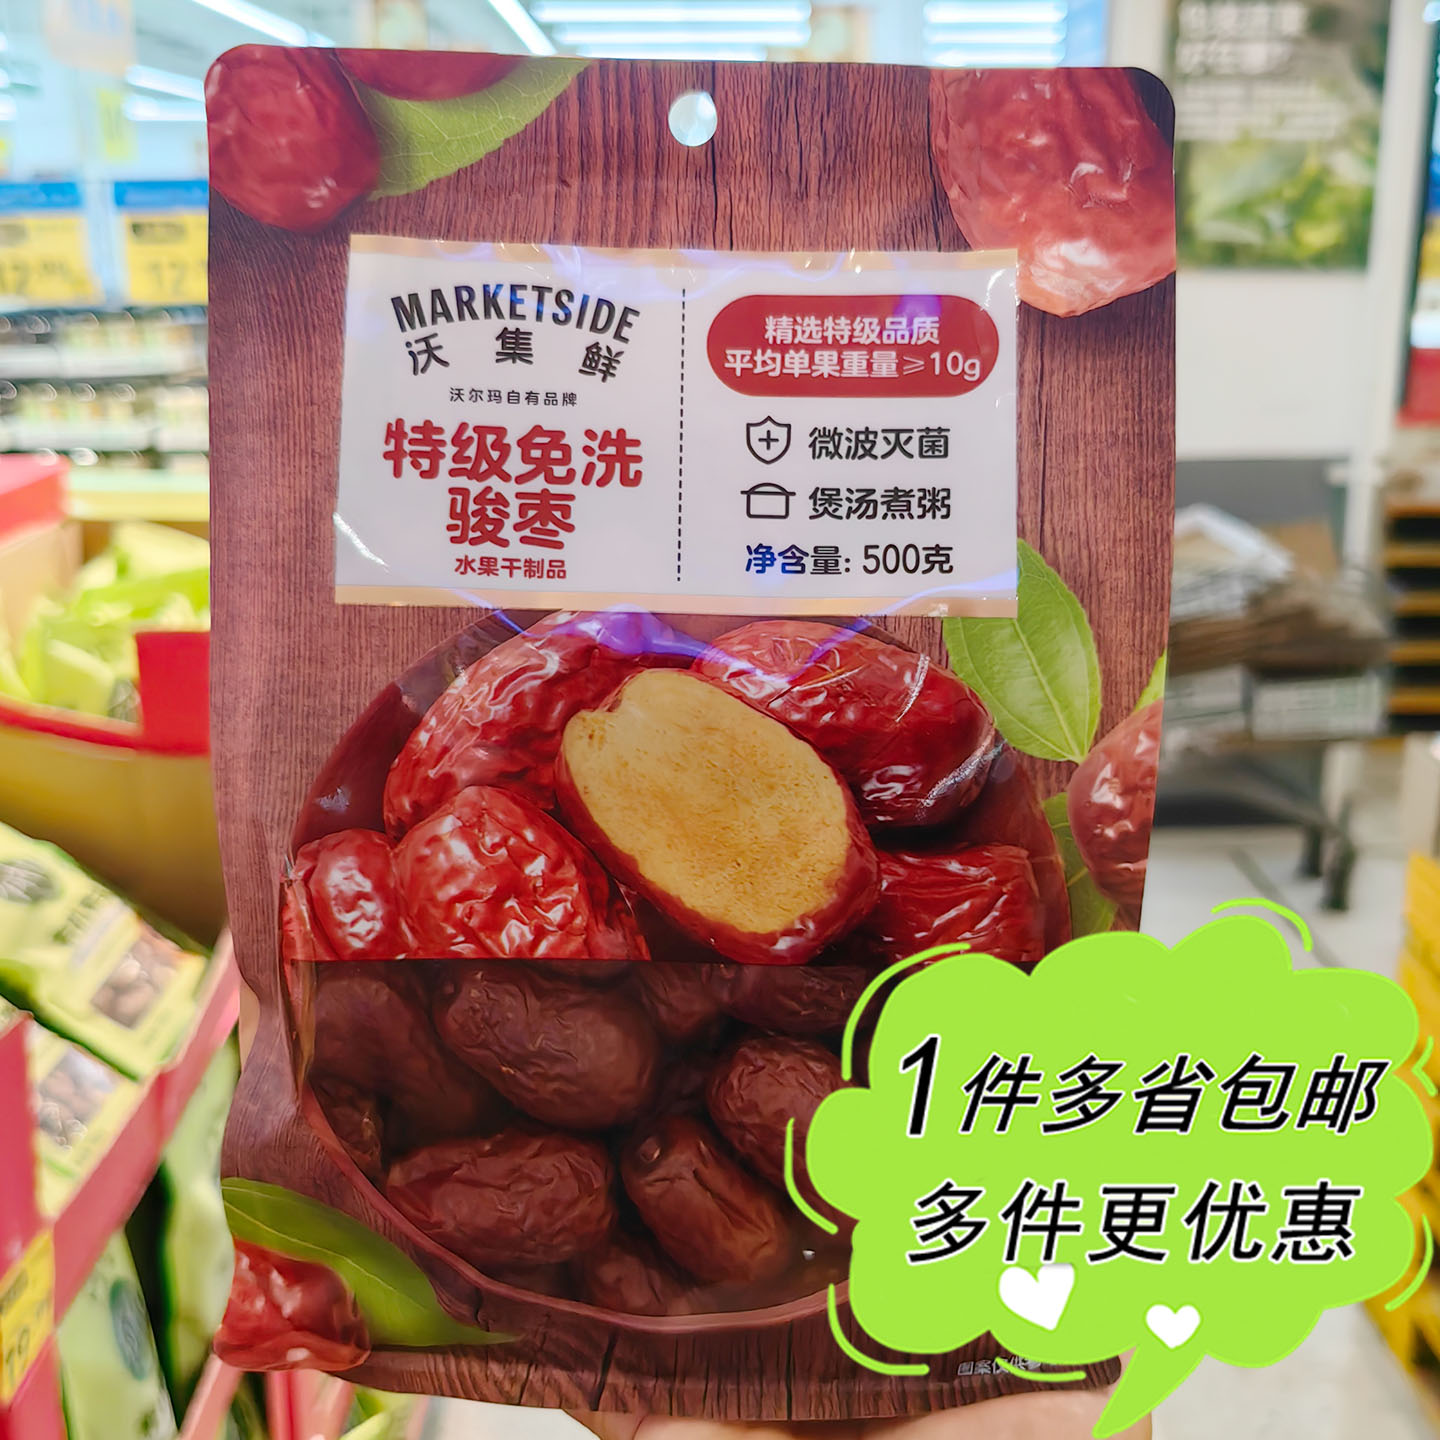 MARKETSIDE
沃集鲜
沃尔玛自有品牌
特级免洗
骏枣
水果干制品
精选特级品质
平均单果重量≥10g
微波灭菌
煲汤煮粥
净含量: 500克
1件多省包邮
多件更优惠